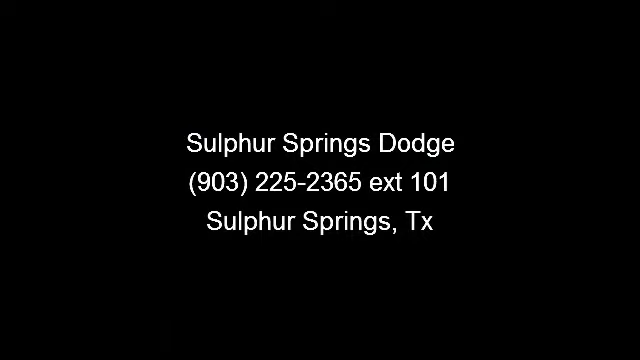 Sulphur Springs Dodge
(903) 225-2365 ext 101
Sulphur Springs, Tx